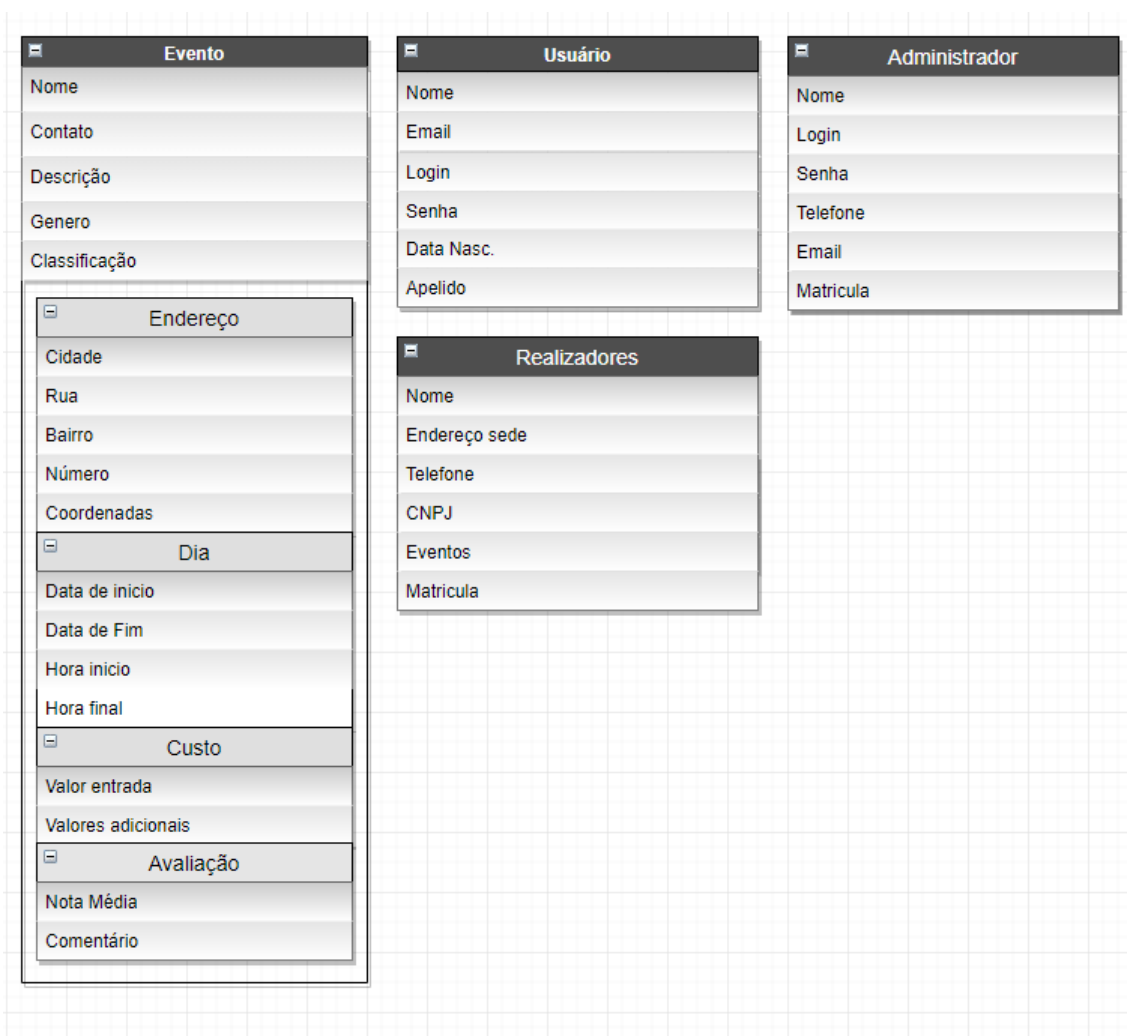 Evento
Nome
Contato
Descrição
Genero
Classificação
Endereço
Cidade
Rua
Bairro
Número
Coordenadas
Dia
Data de inicio
Data de Fim
Hora inicio
Hora final
Custo
Valor entrada
Valores adicionais
Avaliação
Nota Média
Comentário
Usuário
Nome
Email
Login
Senha
Data Nasc.
Apelido
Realizadores
Nome
Endereço sede
Telefone
CNPJ
Eventos
Matricula
Administrador
Nome
Login
Senha
Telefone
Email
Matricula